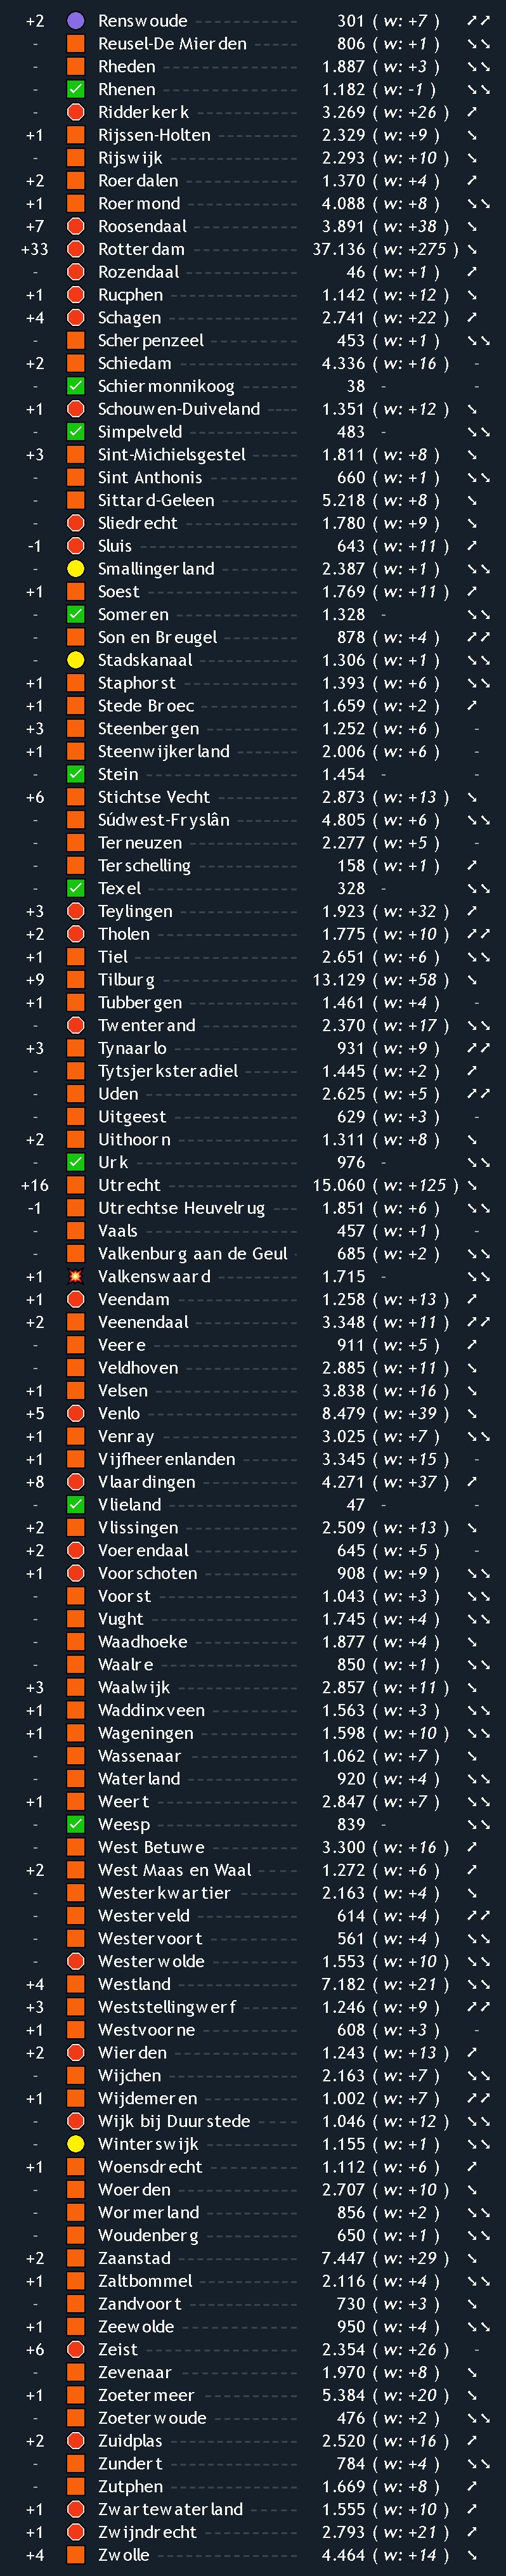 +2 Renswoude 301 ( w: +7 ) ↗↗
- Reusel-De Mierden 806 ( w: +1 ) ↘↘
- Rheden 1.887 ( w: +3 ) ↘↘
- Rhenen 1.182 ( w: -1 ) ↘↘
- Ridderkerk 3.269 ( w: +26 ) ↗
+1 Rijssen-Holten 2.329 ( w: +9 ) ↘
- Rijswijk 2.293 ( w: +10 ) ↘
+2 Roerdalen 1.370 ( w: +4 ) ↗
+1 Roermond 4.088 ( w: +8 ) ↘↘
+7 Roosendaal 3.891 ( w: +38 ) ↘
+33 Rotterdam 37.136 ( w: +275 ) ↘
- Rozendaal 46 ( w: +1 ) ↗
+1 Rucphen 1.142 ( w: +12 ) ↘
+4 Schagen 2.741 ( w: +22 ) ↗
- Scherpenzeel 453 ( w: +1 ) ↘↘
+2 Schiedam 4.336 ( w: +16 ) -
- Schiermonnikoog 38 - -
+1 Schouwen-Duiveland 1.351 ( w: +12 ) ↘
- Simpelveld 483 - ↘↘
+3 Sint-Michielsgestel 1.811 ( w: +8 ) ↘
- Sint Anthonis 660 ( w: +1 ) ↘↘
- Sittard-Geleen 5.218 ( w: +8 ) ↘
- Sliedrecht 1.780 ( w: +9 ) ↘
-1 Sluis 643 ( w: +11 ) ↗
- Smallingerland 2.387 ( w: +1 ) ↘↘
+1 Soest 1.769 ( w: +11 ) ↗
- Someren 1.328 - ↘↘
- Son en Breugel 878 ( w: +4 ) ↗↗
- Stadskanaal 1.306 ( w: +1 ) ↘↘
+1 Staphorst 1.393 ( w: +6 ) ↘↘
+1 Stede Broec 1.659 ( w: +2 ) ↗
+3 Steenbergen 1.252 ( w: +6 ) -
+1 Steenwijkerland 2.006 ( w: +6 ) -
- Stein 1.454 - -
+6 Stichtse Vecht 2.873 ( w: +13 ) ↘
- Súdwest-Fryslân 4.805 ( w: +6 ) ↘↘
- Terneuzen 2.277 ( w: +5 ) -
- Terschelling 158 ( w: +1 ) ↗
- Texel 328 - ↘↘
+3 Teylingen 1.923 ( w: +32 ) ↗
+2 Tholen 1.775 ( w: +10 ) ↗↗
+1 Tiel 2.651 ( w: +6 ) ↘↘
+9 Tilburg 13.129 ( w: +58 ) ↘
+1 Tubbergen 1.461 ( w: +4 ) -
- Twenterand 2.370 ( w: +17 ) ↘↘
+3 Tynaarlo 931 ( w: +9 ) ↗↗
- Tytsjerksteradiel 1.445 ( w: +2 ) ↗
- Uden 2.625 ( w: +5 ) ↗↗
- Uitgeest 629 ( w: +3 ) -
+2 Uithoorn 1.311 ( w: +8 ) ↘
- Urk 976 - ↘↘
+16 Utrecht 15.060 ( w: +125 ) ↘
-1 Utrechtse Heuvelrug 1.851 ( w: +6 ) ↘↘
- Vaals 457 ( w: +1 ) -
- Valkenburg aan de Geul 685 ( w: +2 ) ↘↘
+1 Valkenswaard 1.715 - ↘↘
+1 Veendam 1.258 ( w: +13 ) ↗
+2 Veenendaal 3.348 ( w: +11 ) ↗↗
- Veere 911 ( w: +5 ) ↗
- Veldhoven 2.885 ( w: +11 ) ↘
+1 Velsen 3.838 ( w: +16 ) ↘
+5 Venlo 8.479 ( w: +39 ) ↘
+1 Venray 3.025 ( w: +7 ) ↘↘
+1 Vijfheerenlanden 3.345 ( w: +15 ) -
+8 Vlaardingen 4.271 ( w: +37 ) ↗
- Vlieland 47 - -
+2 Vlissingen 2.509 ( w: +13 ) ↘
+2 Voerendaal 645 ( w: +5 ) -
+1 Voorschoten 908 ( w: +9 ) ↘↘
- Voorst 1.043 ( w: +3 ) ↘↘
- Vught 1.745 ( w: +4 ) ↘↘
- Waadhoeke 1.877 ( w: +4 ) ↘
- Waalre 850 ( w: +1 ) ↘↘
+3 Waalwijk 2.857 ( w: +11 ) ↘
+1 Waddinxveen 1.563 ( w: +3 ) ↘↘
+1 Wageningen 1.598 ( w: +10 ) ↘↘
- Wassenaar 1.062 ( w: +7 ) ↘
- Waterland 920 ( w: +4 ) ↘↘
+1 Weert 2.847 ( w: +7 ) ↘↘
- Weesp 839 - ↘↘
- West Betuwe 3.300 ( w: +16 ) ↗
+2 West Maas en Waal 1.272 ( w: +6 ) ↗
- Westerkwartier 2.163 ( w: +4 ) ↘
- Westerveld 614 ( w: +4 ) ↗↗
- Westervoort 561 ( w: +4 ) ↘↘
- Westerwolde 1.553 ( w: +10 ) ↘↘
+4 Westland 7.182 ( w: +21 ) ↘↘
+3 Weststellingwerf 1.246 ( w: +9 ) ↗↗
+1 Westvoorne 608 ( w: +3 ) -
+2 Wierden 1.243 ( w: +13 ) ↗
- Wijchen 2.163 ( w: +7 ) ↘↘
+1 Wijdemeren 1.002 ( w: +7 ) ↗↗
- Wijk bij Duurstede 1.046 ( w: +12 ) ↘↘
- Winterswijk 1.155 ( w: +1 ) ↘↘
+1 Woensdrecht 1.112 ( w: +6 ) ↗
- Woerden 2.707 ( w: +10 ) ↘
- Wormerland 856 ( w: +2 ) ↘↘
- Woudenberg 650 ( w: +1 ) ↘↘
+2 Zaanstad 7.447 ( w: +29 ) ↘
+1 Zaltbommel 2.116 ( w: +4 ) ↘↘
- Zandvoort 730 ( w: +3 ) ↘
+1 Zeewolde 950 ( w: +4 ) ↘↘
+6 Zeist 2.354 ( w: +26 ) -
- Zevenaar 1.970 ( w: +8 ) ↘
+1 Zoetermeer 5.384 ( w: +20 ) ↘
- Zoeterwoude 476 ( w: +2 ) ↘↘
+2 Zuidplas 2.520 ( w: +16 ) ↗
- Zundert 784 ( w: +4 ) ↘↘
- Zutphen 1.669 ( w: +8 ) ↗
+1 Zwartewaterland 1.555 ( w: +10 ) ↗
+1 Zwijndrecht 2.793 ( w: +21 ) ↗
+4 Zwolle 4.464 ( w: +14 ) ↘